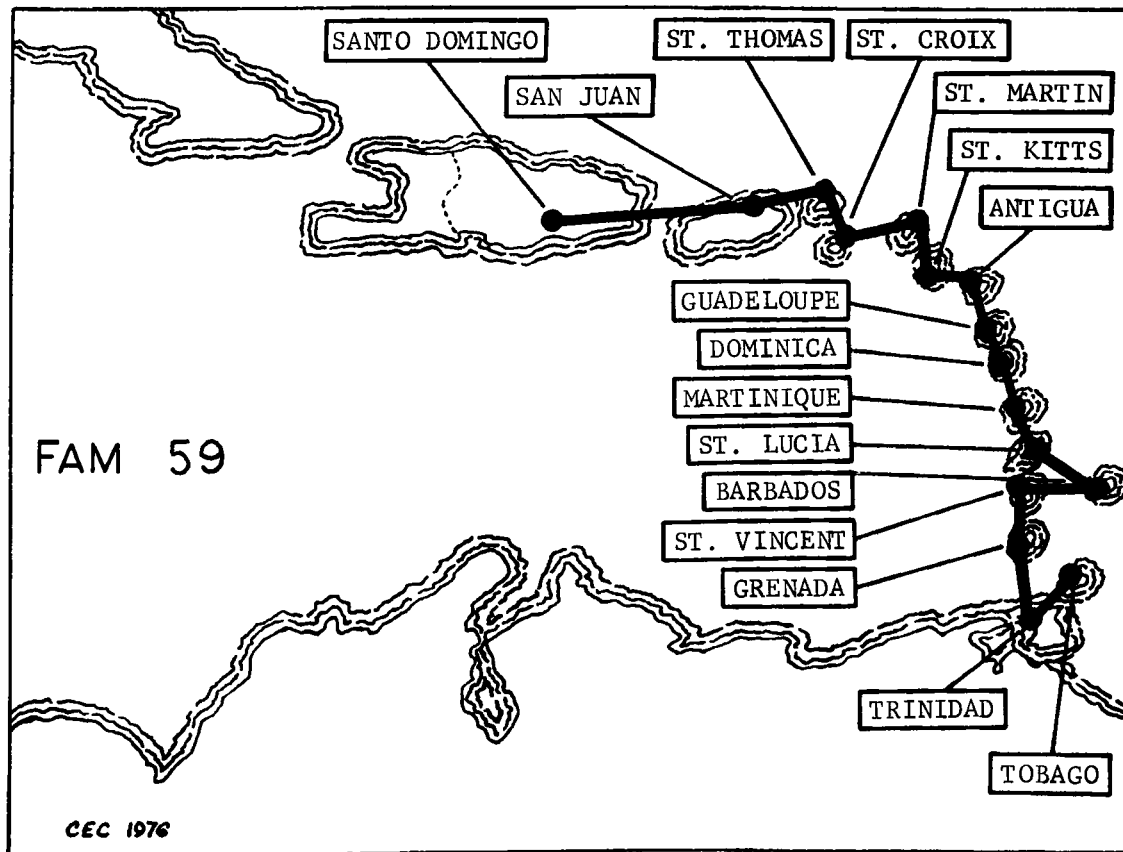 SANTO DOMINGO
ST. THOMAS
ST. CROIX
SAN JUAN
ST. MARTIN
ST. KITTS
ANTIGUA
GUADELOUPE
DOMINICA
MARTINIQUE
ST. LUCIA
FAM 59
BARBADOS
ST. VINCENT
GRENADA
TRINIDAD
TOBAGO
CEC 1976